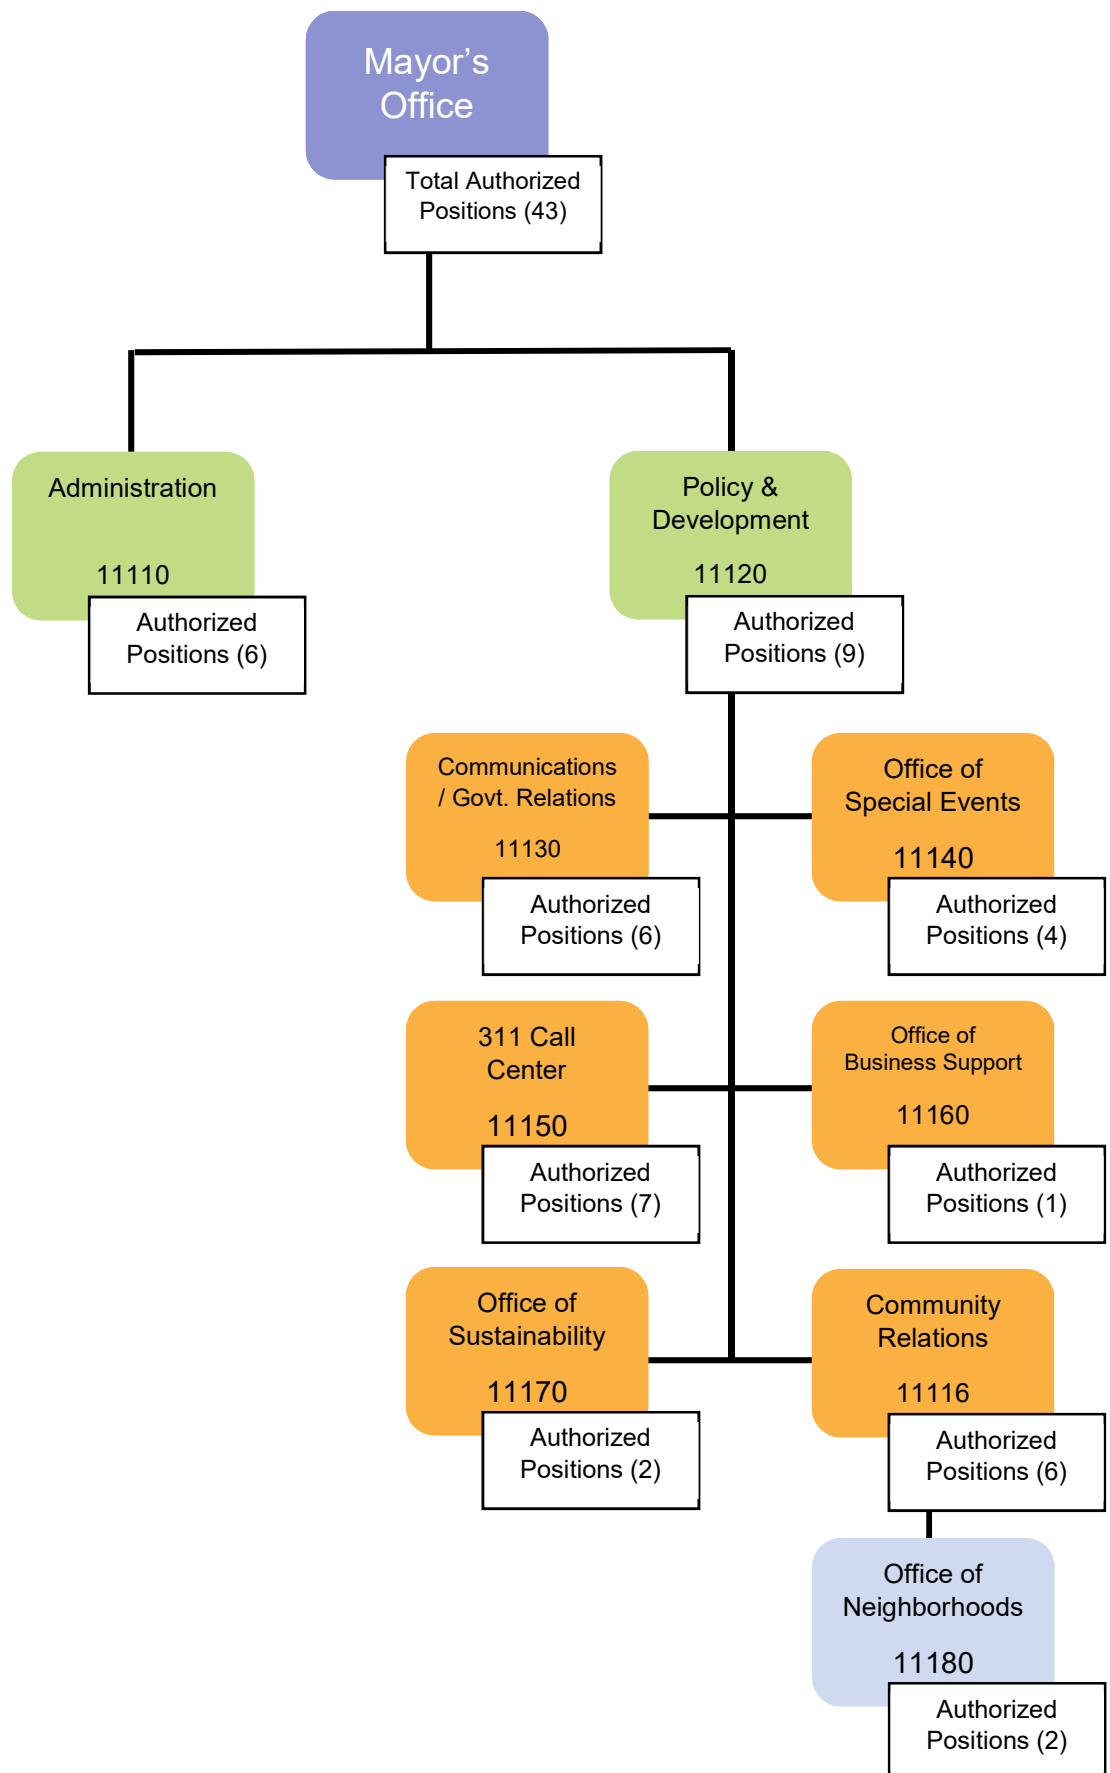 Mayor’s
Office
Total Authorized
Positions (43)
Administration
11110
Authorized
Positions (6)
Policy &
Development
11120
Authorized
Positions (9)
Communications
/ Govt. Relations
11130
Authorized
Positions (6)
Office of
Special Events
11140
Authorized
Positions (4)
311 Call
Center
11150
Authorized
Positions (7)
Office of
Business Support
11160
Authorized
Positions (1)
Office of
Sustainability
11170
Authorized
Positions (2)
Community
Relations
11116
Authorized
Positions (6)
Office of
Neighborhoods
11180
Authorized
Positions (2)